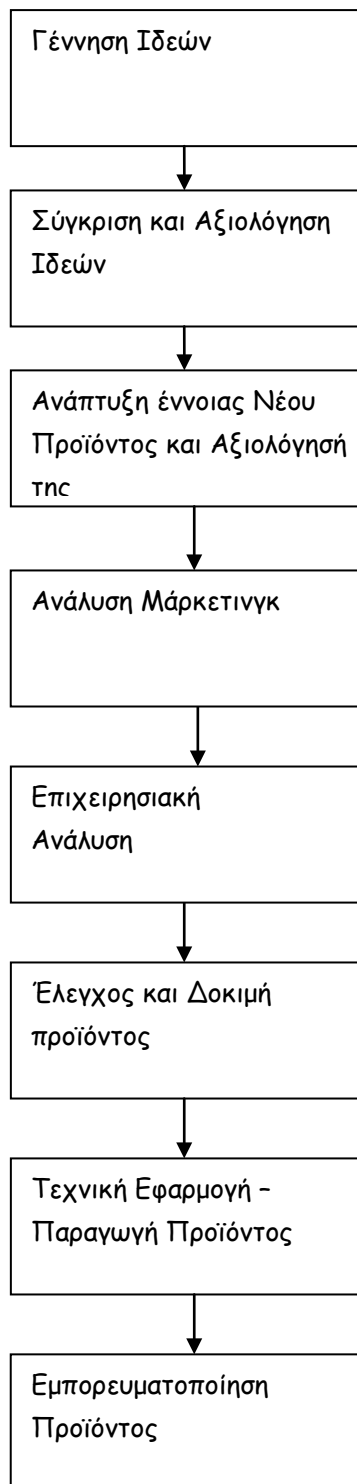 Γέννηση Ιδεών
Σύγκριση και Αξιολόγηση
Ιδεών
Ανάπτυξη έννοιας Νέου
Προϊόντος και Αξιολόγησή
της
Ανάλυση Μάρκετινγκ
Επιχειρησιακή
Ανάλυση
Έλεγχος και Δοκιμή
προϊόντος
Τεχνική Εφαρμογή –
Παραγωγή Προϊόντος
Εμπορευματοποίηση
Προϊόντος